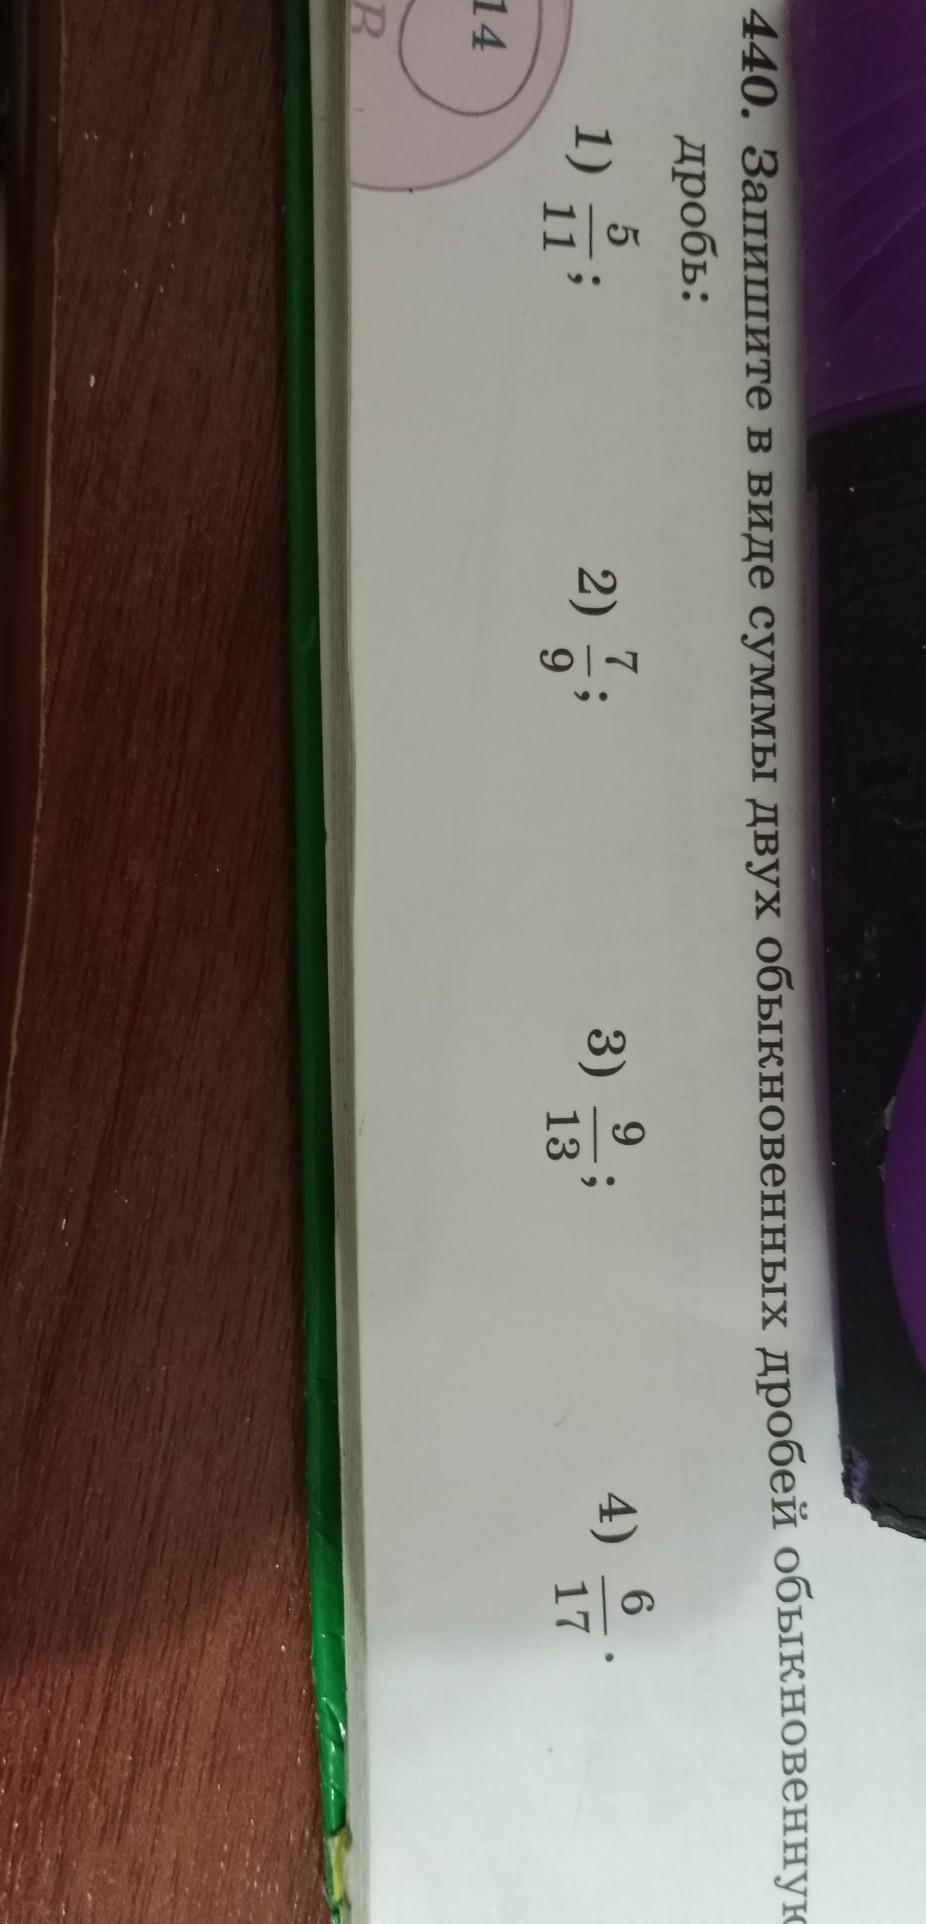 440. Запишите в виде суммы двух обыкновенных дробей обыкновенную
дробь:
1) 5/11; 2) 7/9; 3) 9/13; 4) 6/17.
14
B